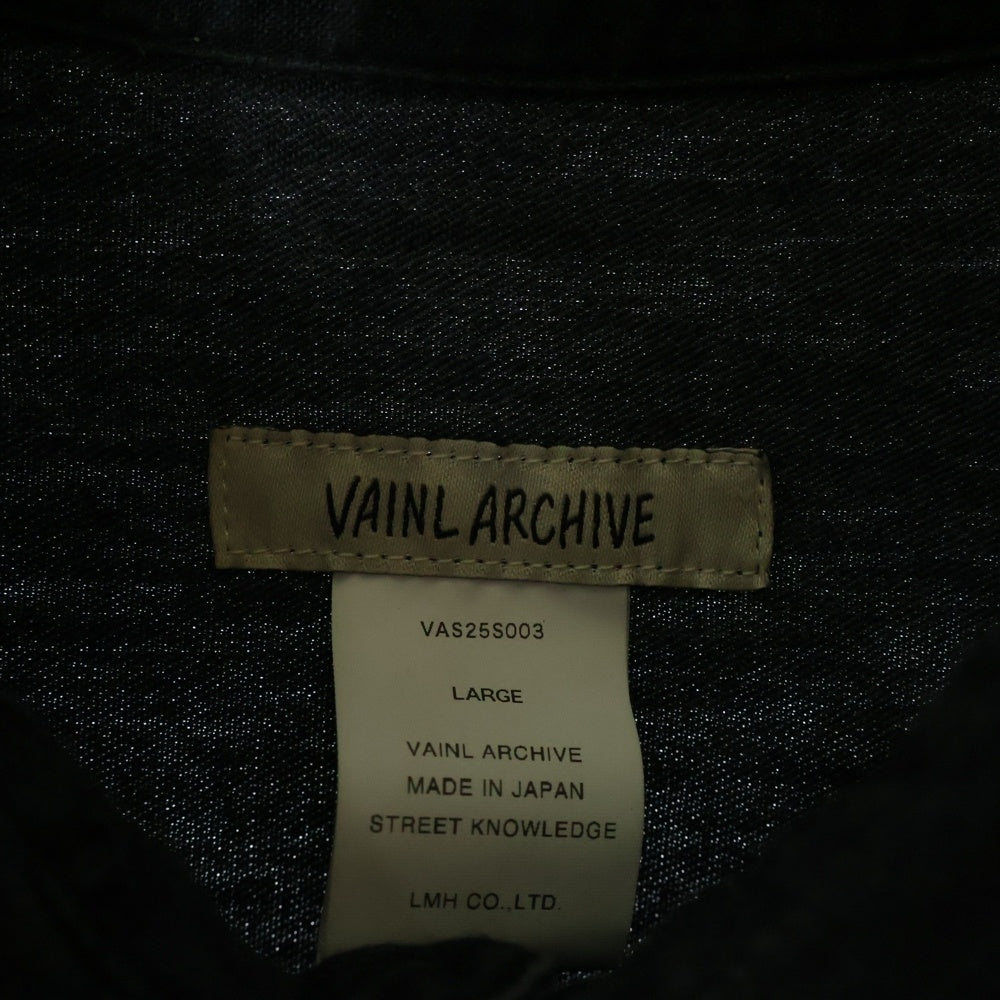 VAINL ARCHIVE
VAS25S003
LARGE
VAINL ARCHIVE
MADE IN JAPAN
STREET KNOWLEDGE
LMH CO.,LTD.